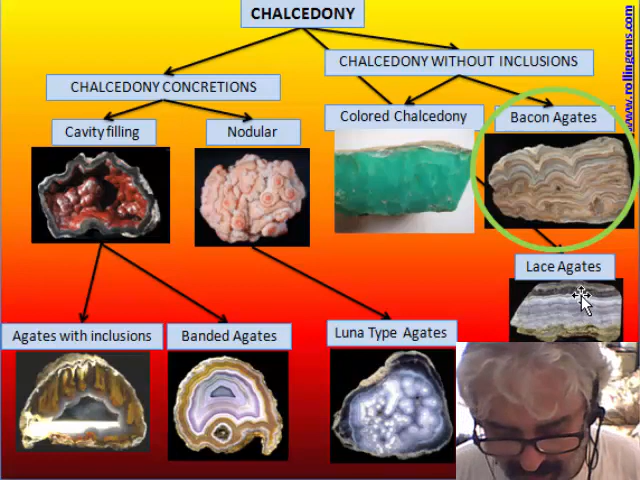 CHALCEDONY
CHALCEDONY WITHOUT INCLUSIONS
CHALCEDONY CONCRETIONS
Colored Chalcedony
Bacon Agates
Cavity filling
Nodular
Lace Agates
Agates with inclusions
Banded Agates
Luna Type Agates
www.rollingems.com